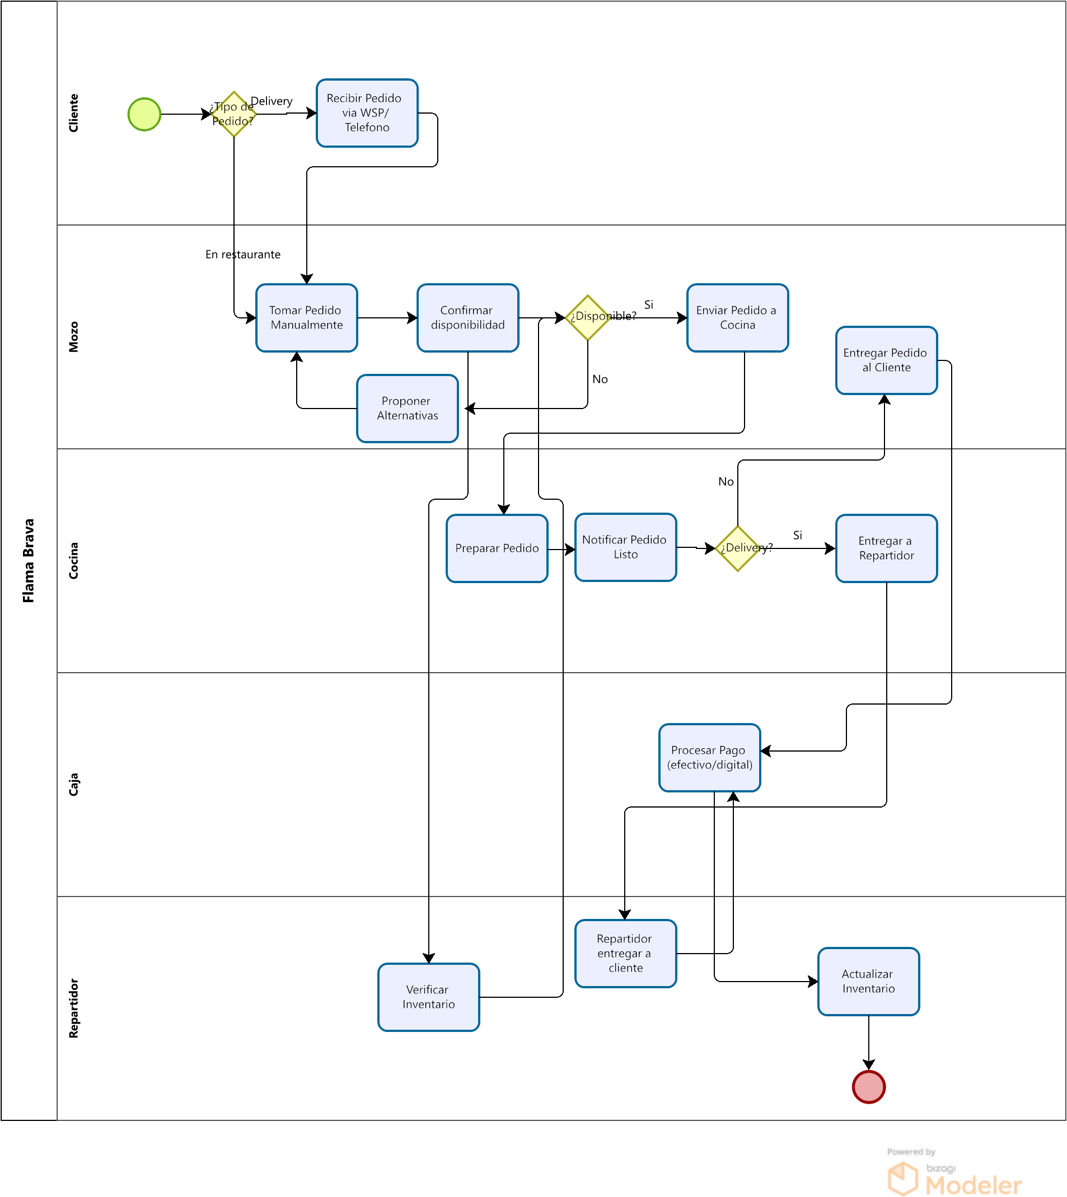 Flama Brava
Cliente
¿Tipo de
Pedido?
Delivery
Recibir Pedido
via WSP/
Telefono
En restaurante
Mozo
Tomar Pedido
Manualmente
Confirmar
disponibilidad
¿Disponible?
Si
Enviar Pedido a
Cocina
No
Proponer
Alternativas
Entregar Pedido
al Cliente
Cocina
Preparar Pedido
Notificar Pedido
Listo
¿Delivery?
No
Si
Entregar a
Repartidor
Caja
Procesar Pago
(efectivo/digital)
Repartidor
Verificar
Inventario
Repartidor
entregar a
cliente
Actualizar
Inventario
Powered by
bizagi
Modeler